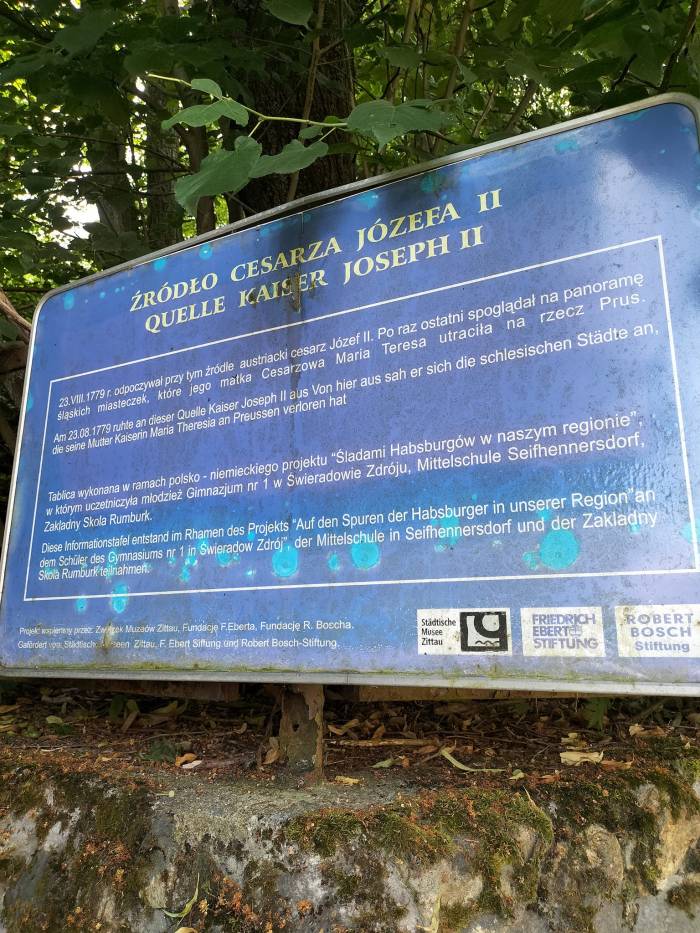 ŹRÓDŁO CESARZA JÓZEFA II
QUELLE KAISER JOSEPH II
23.VIII.1779 r. odpoczywał przy tym źródle austriacki cesarz Józef II. Po raz ostatni spoglądał na panoramę
śląskich miasteczek, które jego matka Cesarzowa Maria Teresa utraciła na rzecz Prus.
Am 23.08.1779 ruhte an dieser Quelle Kaiser Joseph II aus Von hier aus sah er sich die schlesischen Städte an,
die seine Mutter Kaiserin Maria Theresia an Preussen verloren hat
Tablica wykonana w ramach polsko - niemieckiego projektu "Śladami Habsburgów w naszym regionie",
w którym uczetniczyła młodzież Gimnazjum nr 1 w Świeradowie Zdróju, Mittelschule Seifhennersdorf,
Zakladny Skola Rumburk.
Diese Informationstafel entstand im Rhamen des Projekts "Auf den Spuren der Habsburger in unserer Region"an
dem Schüler des Gymnasiums nr 1 in Świeradow Zdrój, der Mittelschule in Seifhennersdorf und der Zakladny
Skola Rumburk teilnahmen.
Projekt wspierany przez: Związek Muzaów Zittau, Fundację F.Eberta, Fundację R. Boscha.
Gafördert von: Städtische Museen Zittau, F. Ebert Siftung und Robert Bosch-Stiftung.
Städtische
Museen
Zittau
FRIEDRICH
EBERT
STIFTUNG
ROBERT
BOSCH
Stiftung